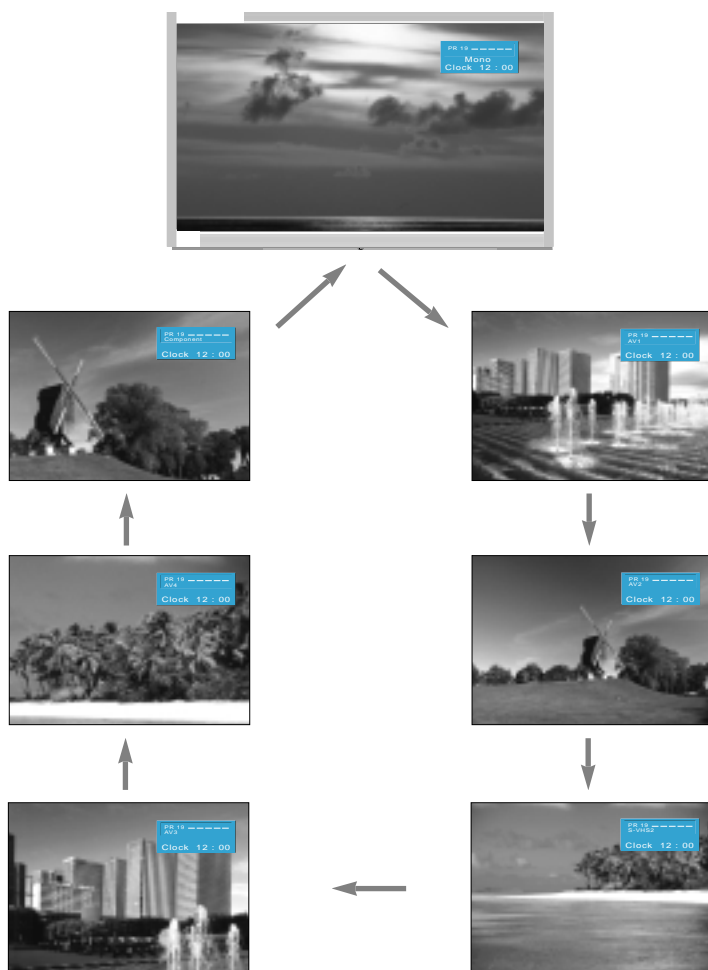 PR 19 – – – – –
Mono
Clock 12 : 00
PR 19 – – – – –
Component
Clock 12 : 00
PR 19 – – – – –
AV1
Clock 12 : 00
PR 19 – – – – –
AV4
Clock 12 : 00
PR 19 – – – – –
AV2
Clock 12 : 00
PR 19 – – – – –
AV3
Clock 12 : 00
PR 19 – – – – –
S-VHS2
Clock 12 : 00